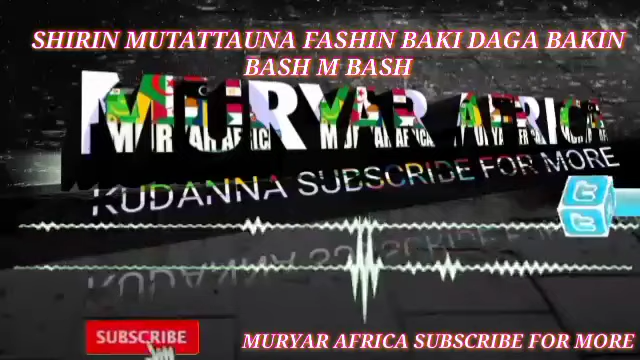 SHIRIN MUTATTAUNA FASHIN BAKI DAGA BAKIN
BASH M BASH
MURYAR AFRICA
KUDANNA SUBSCRIBE FOR MORE
SUBSCRIBE
MURYAR AFRICA SUBSCRIBE FOR MORE